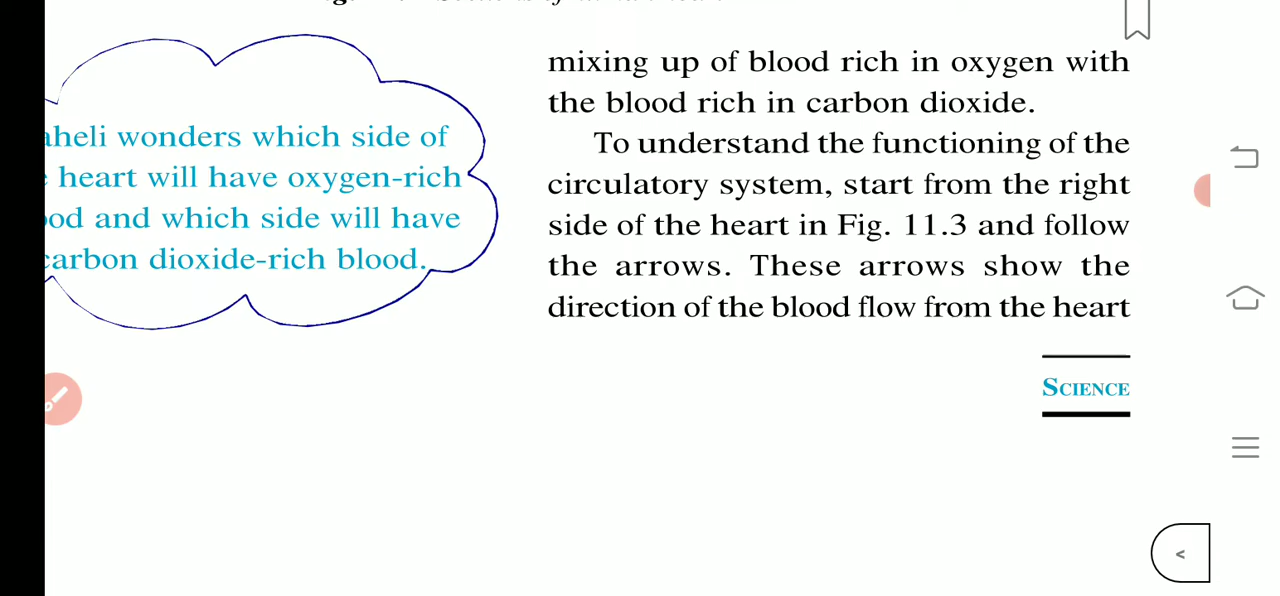 aheli wonders which side of
heart will have oxygen-rich
od and which side will have
carbon dioxide-rich blood.
mixing up of blood rich in oxygen with
the blood rich in carbon dioxide.
To understand the functioning of the
circulatory system, start from the right
side of the heart in Fig. 11.3 and follow
the arrows. These arrows show the
direction of the blood flow from the heart
SCIENCE
<